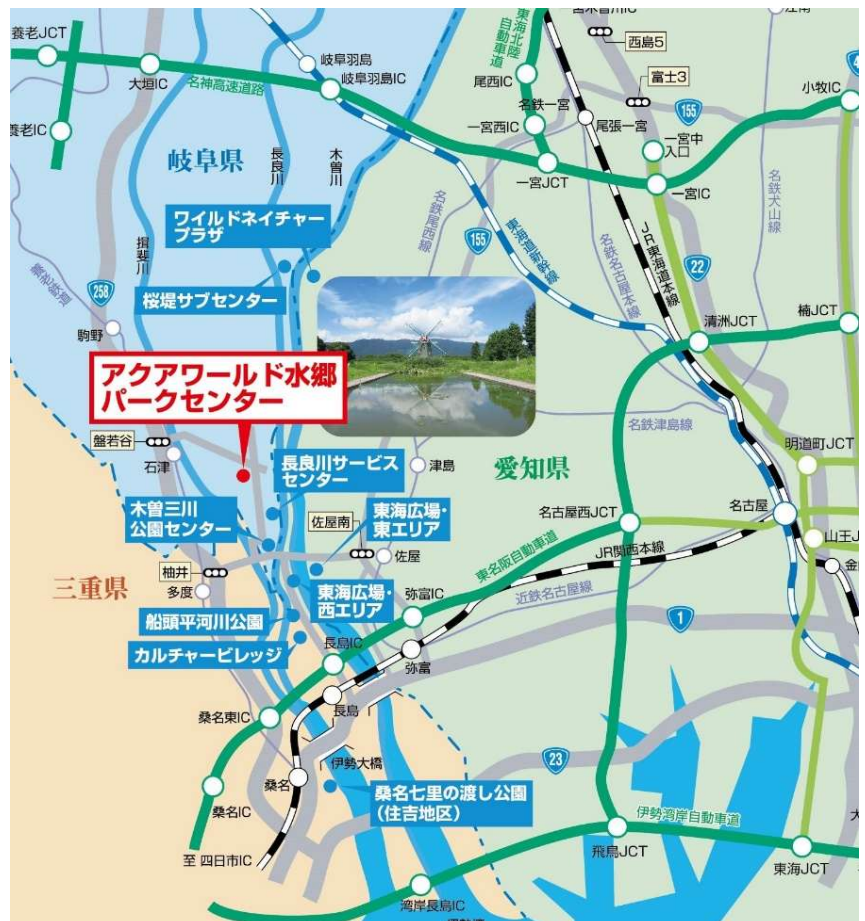 養老JCT
大垣IC
名神高速道路
養老IC
岐阜羽島
岐阜羽島IC
東海北陸
自動車道
西島5
富士3
尾西IC
名鉄一宮
一宮西IC
尾張一宮
155
一宮中
入口
小牧IC
一宮JCT
一宮IC
岐阜県
長良川
木曽川
揖斐川
ワイルドネイチャー
プラザ
桜堤サブセンター
名鉄尾西線
155
東海道新幹線
名鉄名古屋本線
JR東海道本線
22
名鉄犬山線
養老鉄道
258
駒野
清洲JCT
楠JCT
アクアワールド水郷
パークセンター
盤若谷
石津
長良川サービス
センター
津島
名鉄津島線
愛知県
明道町JCT
木曽三川
公園センター
佐屋南
佐屋
東海広場・
東エリア
名古屋西JCT
名古屋
東名阪自動車道
JR関西本線
山王J
三重県
柚井
多度
東海広場・
西エリア
弥富IC
近鉄名古屋線
1
船頭平河川公園
カルチャービレッジ
長島IC
弥富
長島
桑名東IC
伊勢大橋
23
桑名
桑名七里の渡し公園
(住吉地区)
桑名IC
伊勢湾岸自動車道
至 四日市IC
飛島JCT
東海JCT
湾岸長島IC